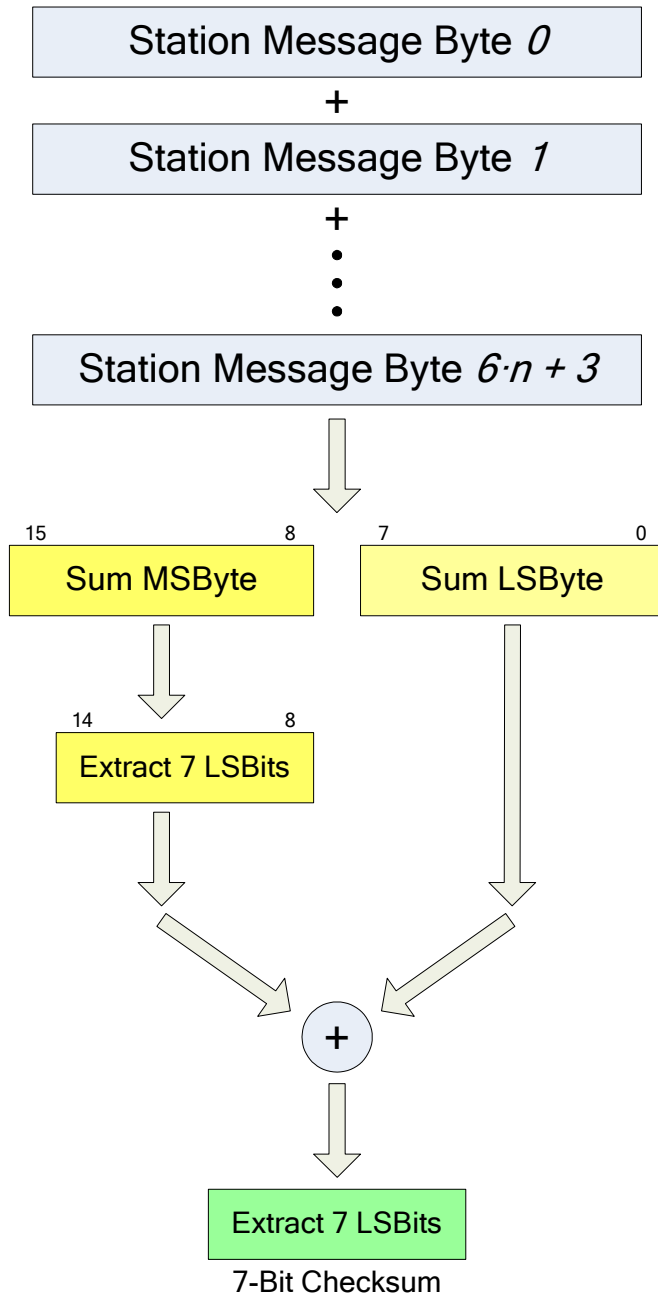 Station Message Byte 0
+
Station Message Byte 1
+
Station Message Byte 6·n + 3
15 8 7 0
Sum MSByte Sum LSByte
14 8
Extract 7 LSBits
+
Extract 7 LSBits
7-Bit Checksum